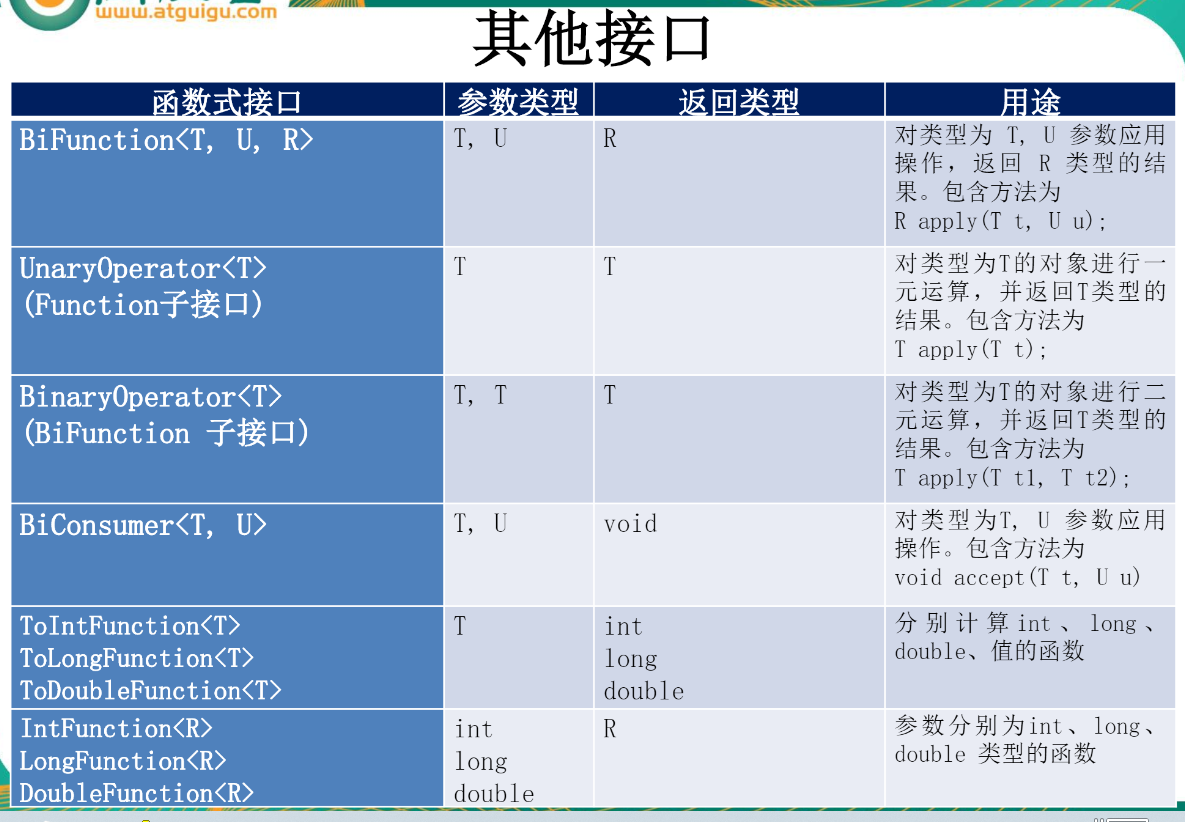 www.atguigu.com
其他接口
函数式接口 参数类型 返回类型 用途
BiFunction<T, U, R> T, U R 对类型为 T, U 参数应用
操作，返回 R 类型的结
果。包含方法为
R apply(T t, U u);
UnaryOperator<T> T T 对类型为T的对象进行一
(Function子接口) 元运算，并返回T类型的
结果。包含方法为
T apply(T t);
BinaryOperator<T> T, T T 对类型为T的对象进行二
(BiFunction 子接口) 元运算，并返回T类型的
结果。包含方法为
T apply(T t1, T t2);
BiConsumer<T, U> T, U void 对类型为T, U 参数应用
操作。包含方法为
void accept(T t, U u)
ToIntFunction<T> T int 分别计算int、long、
ToLongFunction<T> long double、值的函数
ToDoubleFunction<T> double
IntFunction<R> int R 参数分别为int、long、
LongFunction<R> long double 类型的函数
DoubleFunction<R> double